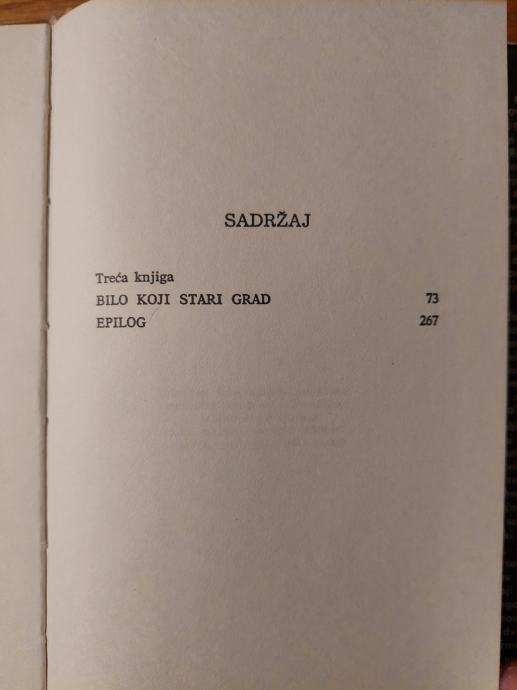 SADRŽAJ
Treća knjiga
BILO KOJI STARI GRAD 73
EPILOG 267